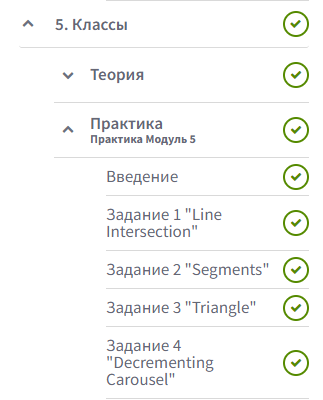 5. Классы
Теория
Практика
Практика Модуль 5
Введение
Задание 1 "Line
Intersection"
Задание 2 "Segments"
Задание 3 "Triangle"
Задание 4
"Decrementing
Carousel"